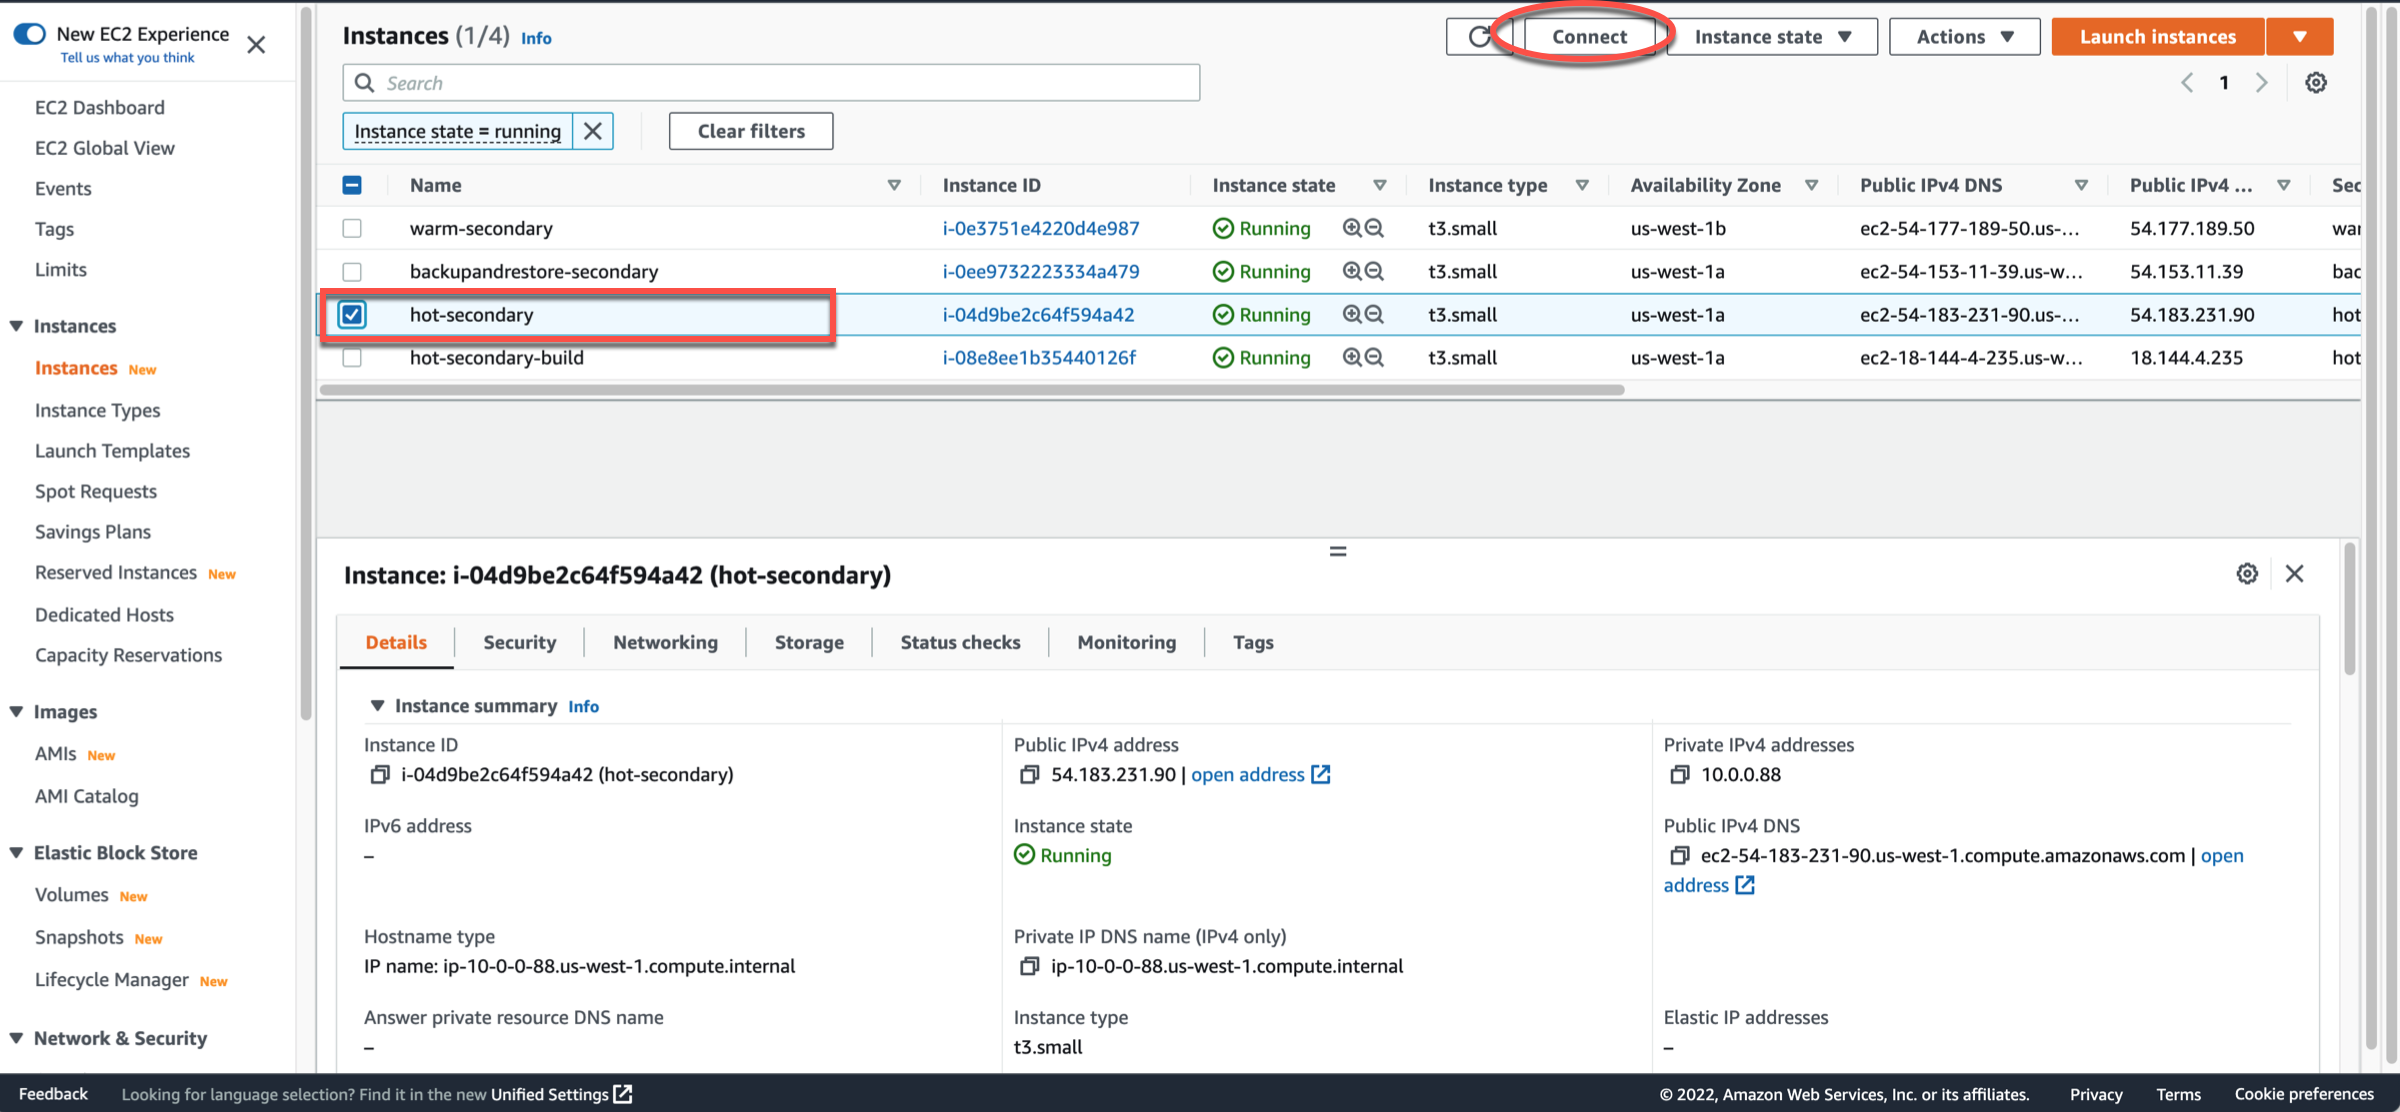 New EC2 Experience
Tell us what you think
EC2 Dashboard
EC2 Global View
Events
Tags
Limits
Instances
Instances New
Instance Types
Launch Templates
Spot Requests
Savings Plans
Reserved Instances New
Dedicated Hosts
Capacity Reservations
Images
AMIs New
AMI Catalog
Elastic Block Store
Volumes New
Snapshots New
Lifecycle Manager New
Network & Security
Instances (1/4) Info
Connect
Instance state
Actions
Launch instances
Search
1
Instance state = running
Clear filters
Name Instance ID Instance state Instance type Availability Zone Public IPv4 DNS Public IPv4 ... Sec
warm-secondary i-0e3751e4220d4e987 Running t3.small us-west-1b ec2-54-177-189-50.us-... 54.177.189.50 war
backupandrestore-secondary i-0ee9732223334a479 Running t3.small us-west-1a ec2-54-153-11-39.us-w... 54.153.11.39 bac
hot-secondary i-04d9be2c64f594a42 Running t3.small us-west-1a ec2-54-183-231-90.us-... 54.183.231.90 hot
hot-secondary-build i-08e8ee1b35440126f Running t3.small us-west-1a ec2-18-144-4-235.us-w... 18.144.4.235 hot
Instance: i-04d9be2c64f594a42 (hot-secondary)
Details Security Networking Storage Status checks Monitoring Tags
Instance summary Info
Instance ID
i-04d9be2c64f594a42 (hot-secondary)
Public IPv4 address
54.183.231.90 | open address
Private IPv4 addresses
10.0.0.88
IPv6 address
–
Instance state
Running
Public IPv4 DNS
ec2-54-183-231-90.us-west-1.compute.amazonaws.com | open
address
Hostname type
IP name: ip-10-0-0-88.us-west-1.compute.internal
Private IP DNS name (IPv4 only)
ip-10-0-0-88.us-west-1.compute.internal
Answer private resource DNS name
–
Instance type
t3.small
Elastic IP addresses
–
Feedback Looking for language selection? Find it in the new Unified Settings © 2022, Amazon Web Services, Inc. or its affiliates. Privacy Terms Cookie preferences